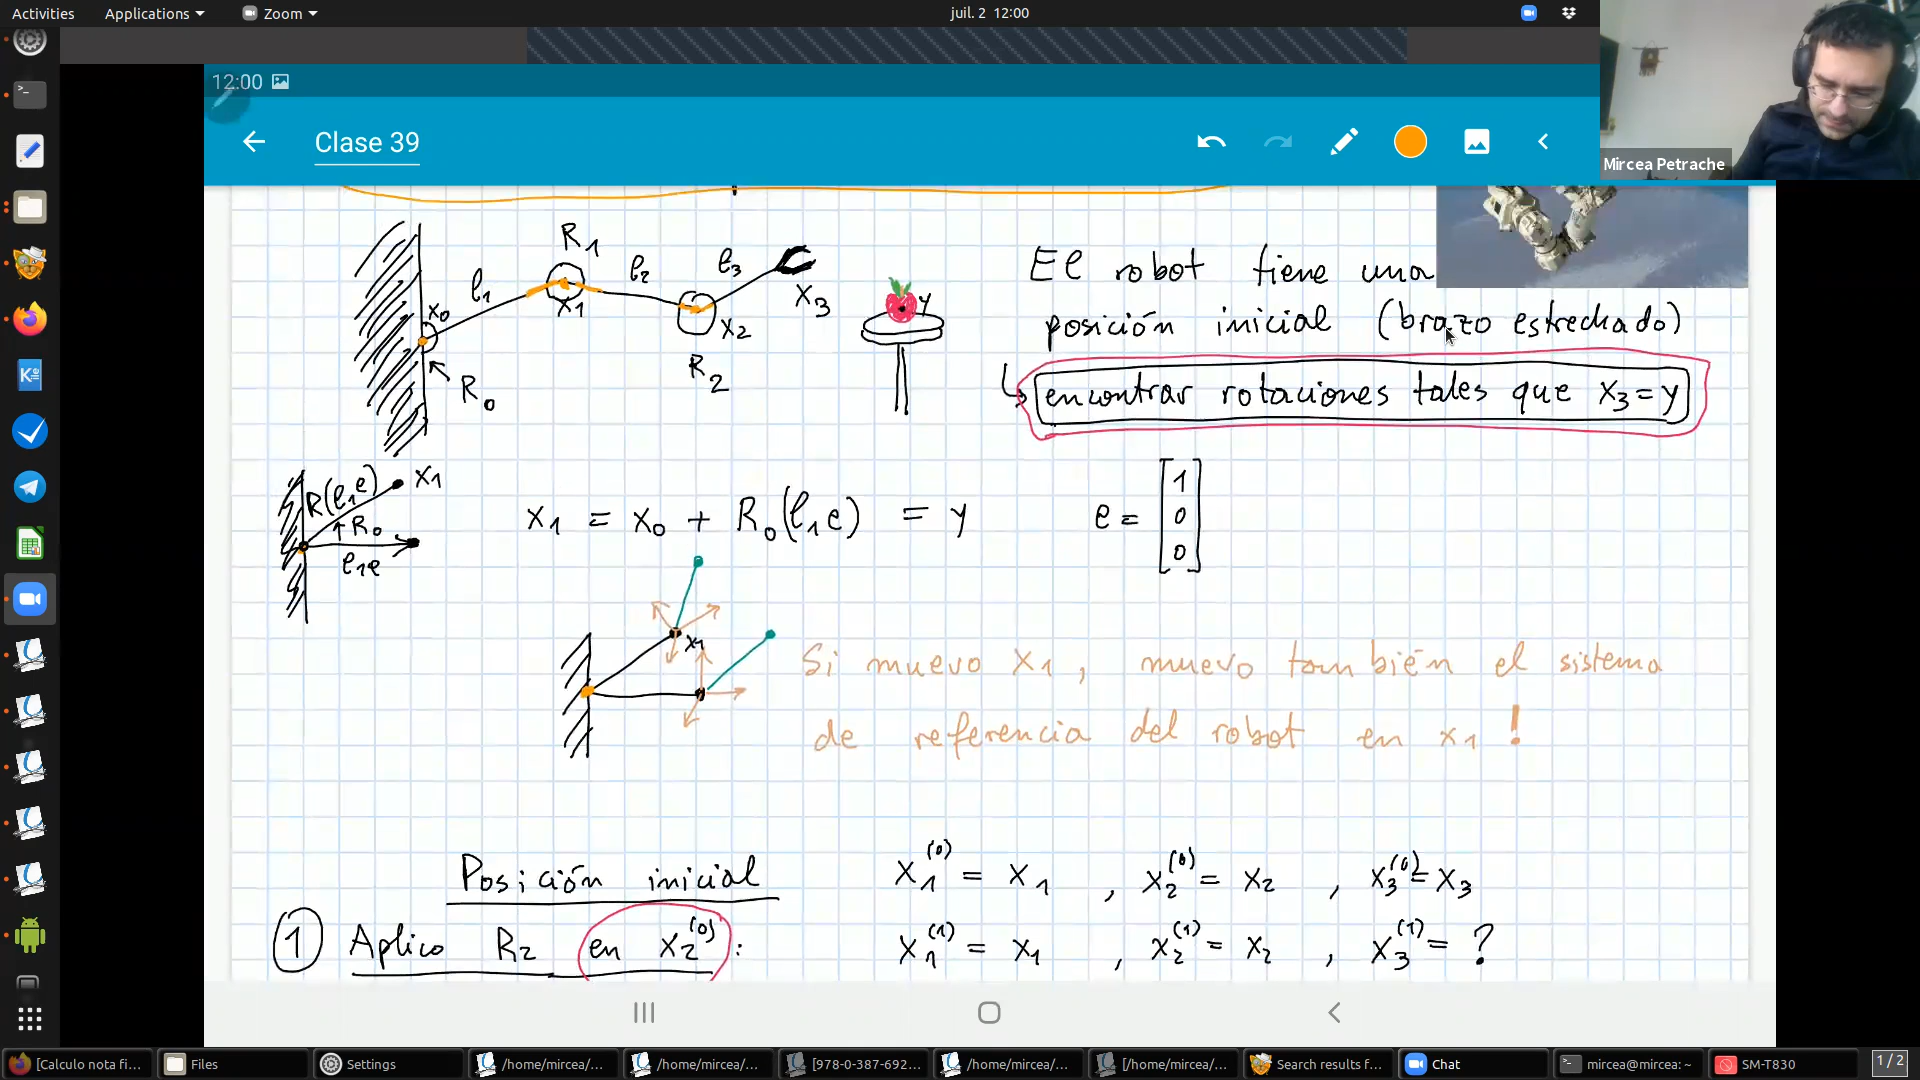 Activities Applications Zoom juil. 2 12:00
12:00
Clase 39
Mircea Petrache
R1
l1 l2 l3
x0 x1 x2 x3 y
R0 R2
El robot tiene una
posición inicial (brazo estrechado)
encontrar rotaciones tales que x3 = y
R(l1e) x1
R0
l1e
x1 = x0 + R0(l1e) = y e = [1 0 0]
x1
Si muevo x1, muevo también el sistema
de referencia del robot en x1 !
Posición inicial x1^(0) = x1 , x2^(0) = x2 , x3^(0) = x3
1 Aplico R2 en x2^(0) : x1^(1) = x1 , x2^(1) = x2 , x3^(1) = ?
[Calculo nota fi... Files Settings /home/mircea/... /home/mircea/... [978-0-387-692... /home/mircea/... [/home/mircea/... Search results f... Chat mircea@mircea: ~ SM-T830 1 / 2